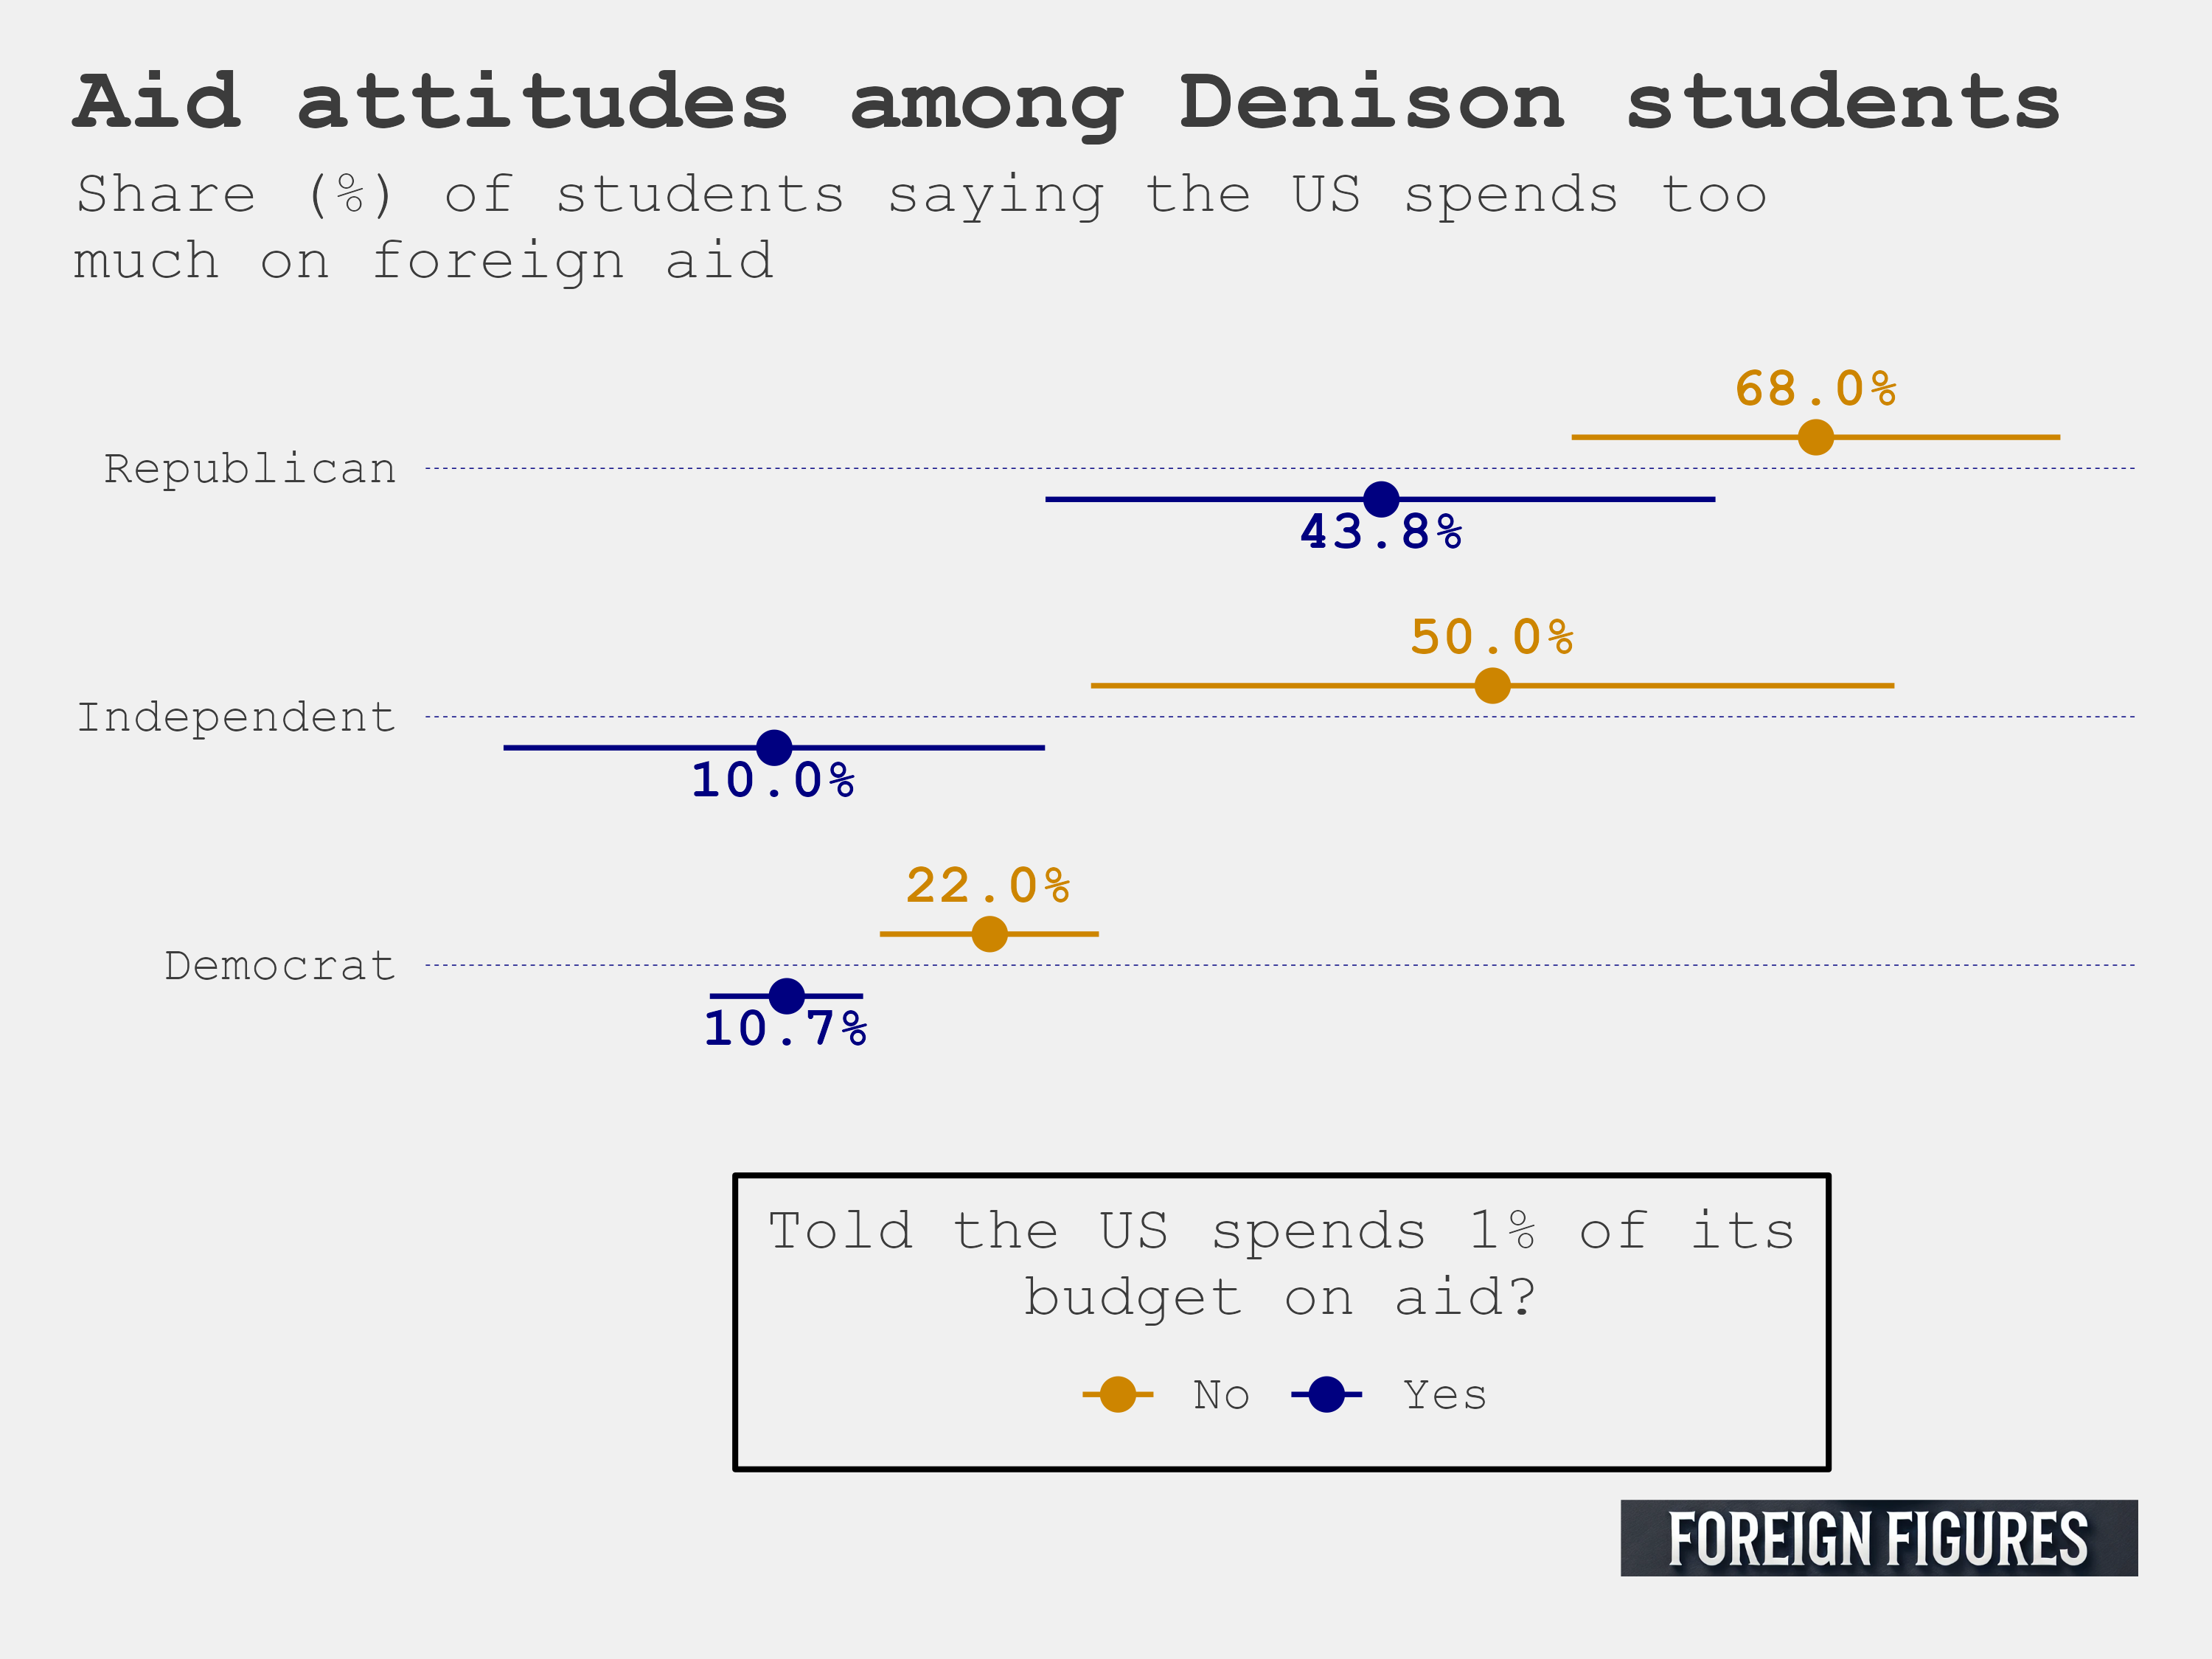 Aid attitudes among Denison students
Share (%) of students saying the US spends too
much on foreign aid
68.0%
Republican
43.8%
50.0%
Independent
10.0%
22.0%
Democrat
10.7%
Told the US spends 1% of its
budget on aid?
No Yes
FOREIGN FIGURES